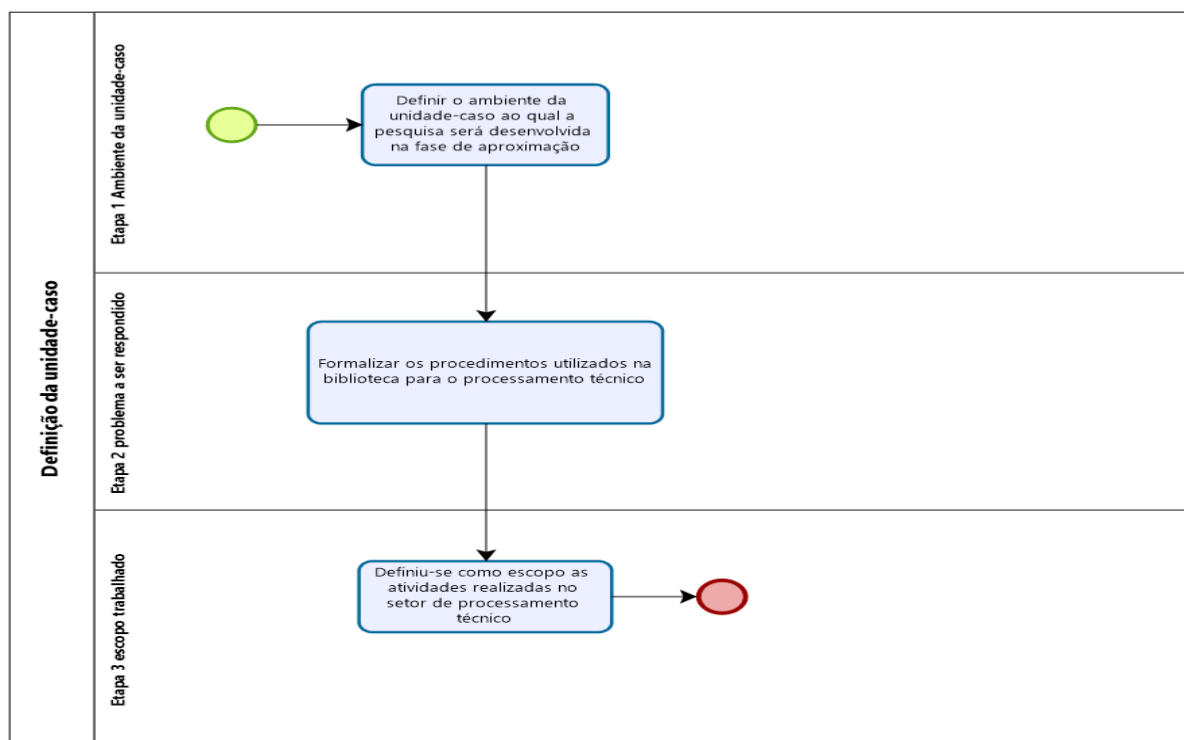 Definição da unidade-caso
Etapa 1 Ambiente da unidade-caso
Definir o ambiente da
unidade-caso ao qual a
pesquisa será desenvolvida
na fase de aproximação
Etapa 2 problema a ser respondido
Formalizar os procedimentos utilizados na
biblioteca para o processamento técnico
Etapa 3 escopo trabalhado
Definiu-se como escopo as
atividades realizadas no
setor de processamento
técnico